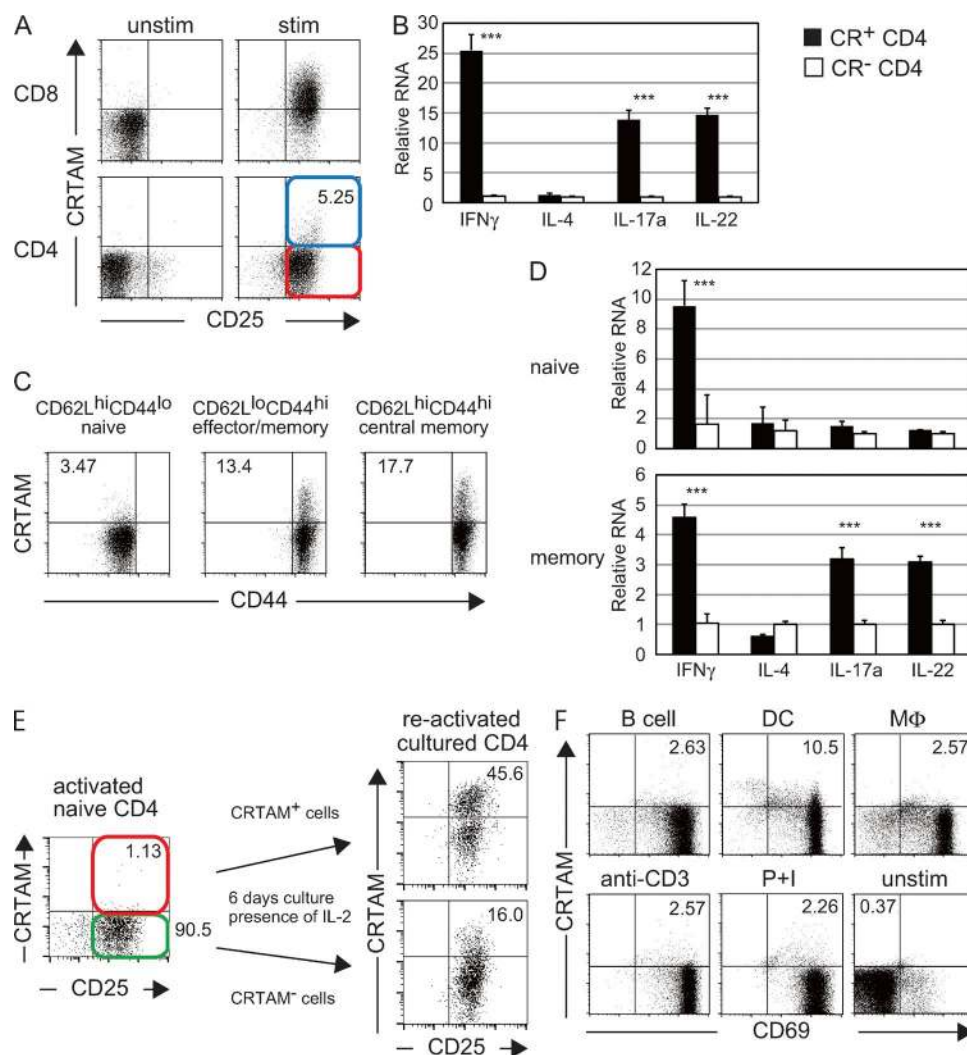 A
unstim
stim
CD8
CRTAM
CD4
5.25
CD25
B
Relative RNA
30
25
20
15
10
5
0
***
***
***
IFNγ
IL-4
IL-17a
IL-22
CR+ CD4
CR- CD4
C
CD62LhiCD44lo
naive
CD62LloCD44hi
effector/memory
CD62LhiCD44hi
central memory
CRTAM
3.47
13.4
17.7
CD44
D
naive
Relative RNA
12
10
8
6
4
2
0
***
memory
Relative RNA
6
5
4
3
2
1
0
***
***
***
IFNγ
IL-4
IL-17a
IL-22
E
activated
naive CD4
CRTAM
1.13
90.5
CD25
CRTAM+ cells
6 days culture
presence of IL-2
CRTAM- cells
re-activated
cultured CD4
CRTAM
45.6
16.0
CD25
F
B cell
DC
MΦ
2.63
10.5
2.57
CRTAM
anti-CD3
P+I
unstim
2.57
2.26
0.37
CD69